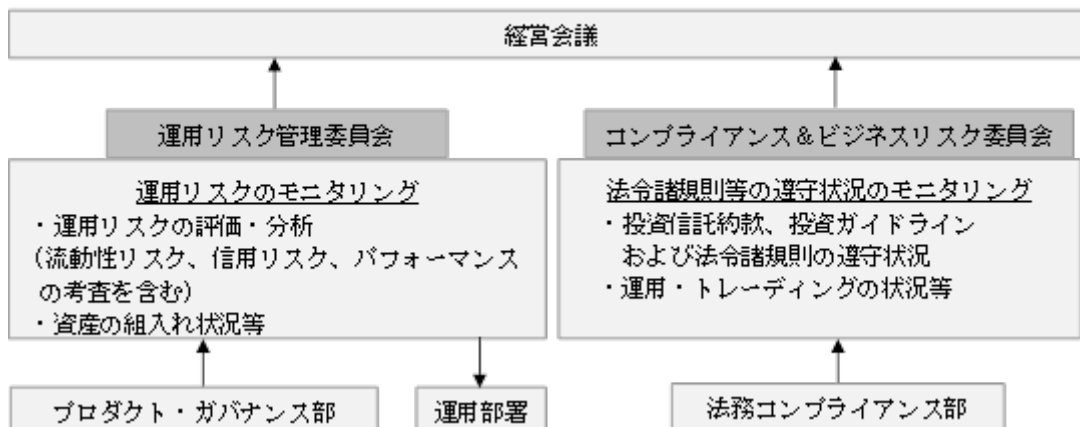 経営会議
運用リスク管理委員会
運用リスクのモニタリング
・運用リスクの評価・分析
(流動性リスク、信用リスク、パフォーマンス
の考査を含む)
・資産の組入れ状況等
プロダクト・ガバナンス部
運用部署
コンプライアンス＆ビジネスリスク委員会
法令諸規則等の遵守状況のモニタリング
・投資信託約款、投資ガイドライン
および法令諸規則の遵守状況
・運用・トレーディングの状況等
法務コンプライアンス部